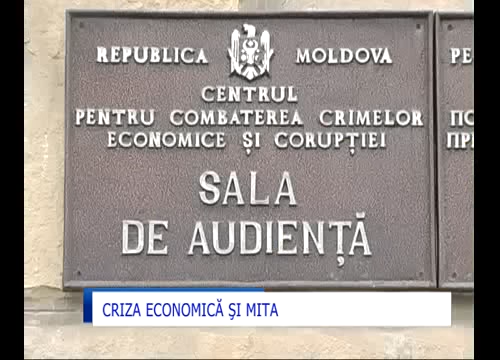 REPUBLICA MOLDOVA
CENTRUL
PENTRU COMBATEREA CRIMELOR
ECONOMICE ŞI CORUPŢIEI
SALA
DE AUDIENŢĂ
CRIZA ECONOMICĂ ŞI MITA